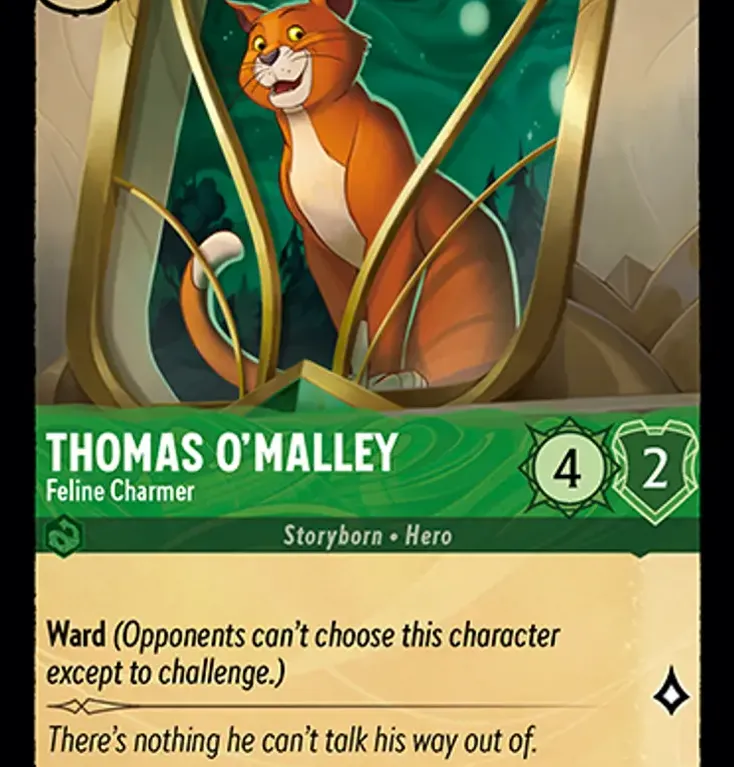 THOMAS O'MALLEY
Feline Charmer
4
2
Storyborn • Hero
Ward (Opponents can't choose this character
except to challenge.)
There's nothing he can't talk his way out of.